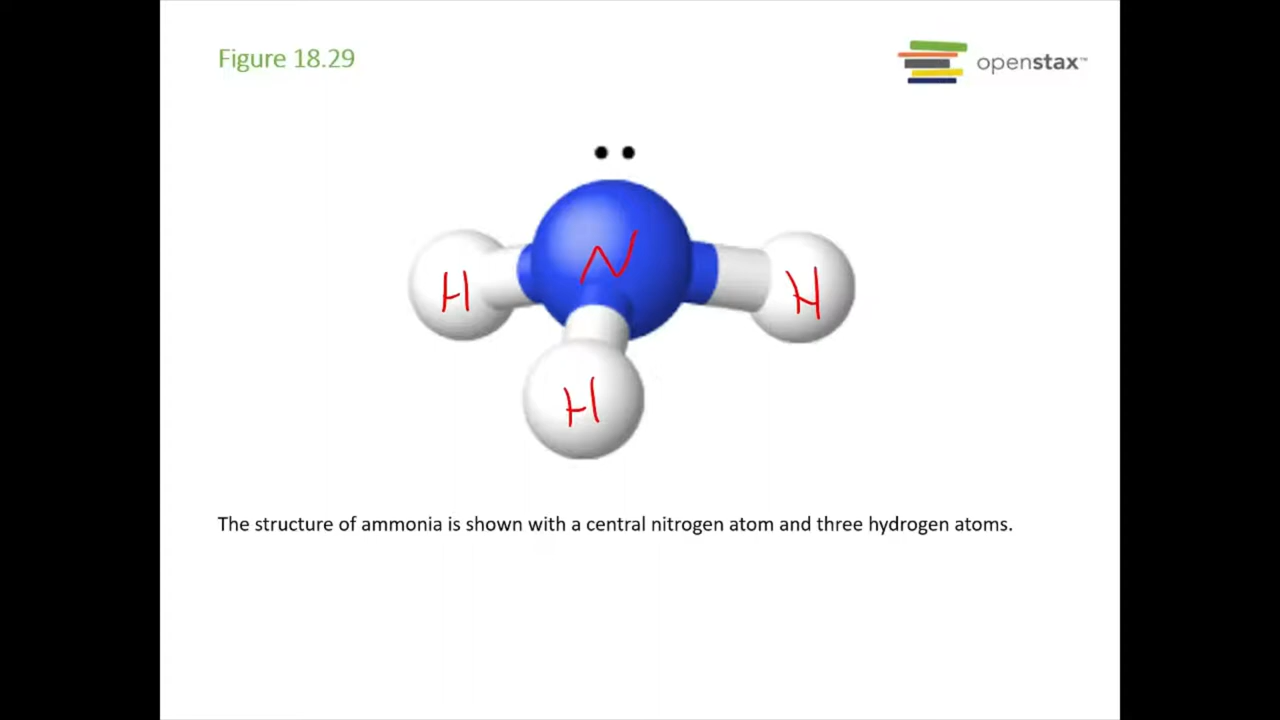 Figure 18.29
openstax™
N
H
H
H
The structure of ammonia is shown with a central nitrogen atom and three hydrogen atoms.